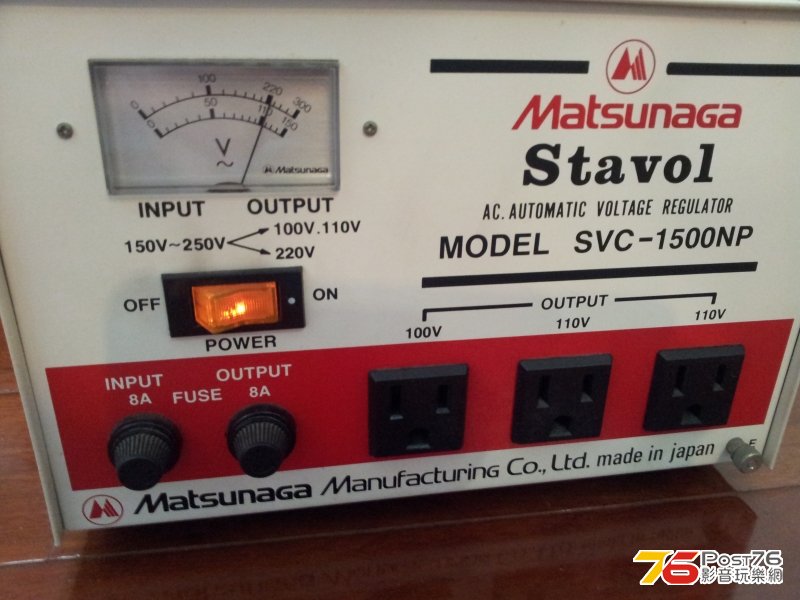 0 100 220 300
0 50 110 150
V
~
Matsunaga
INPUT OUTPUT
150V~250V 100V.110V
220V
OFF ON
POWER
INPUT 8A
FUSE
OUTPUT 8A
Matsunaga
Stavol
AC. AUTOMATIC VOLTAGE REGULATOR
MODEL SVC-1500NP
OUTPUT
100V 110V 110V
E
Matsunaga Manufacturing Co., Ltd. made in japan
76 Post76
影音玩樂網